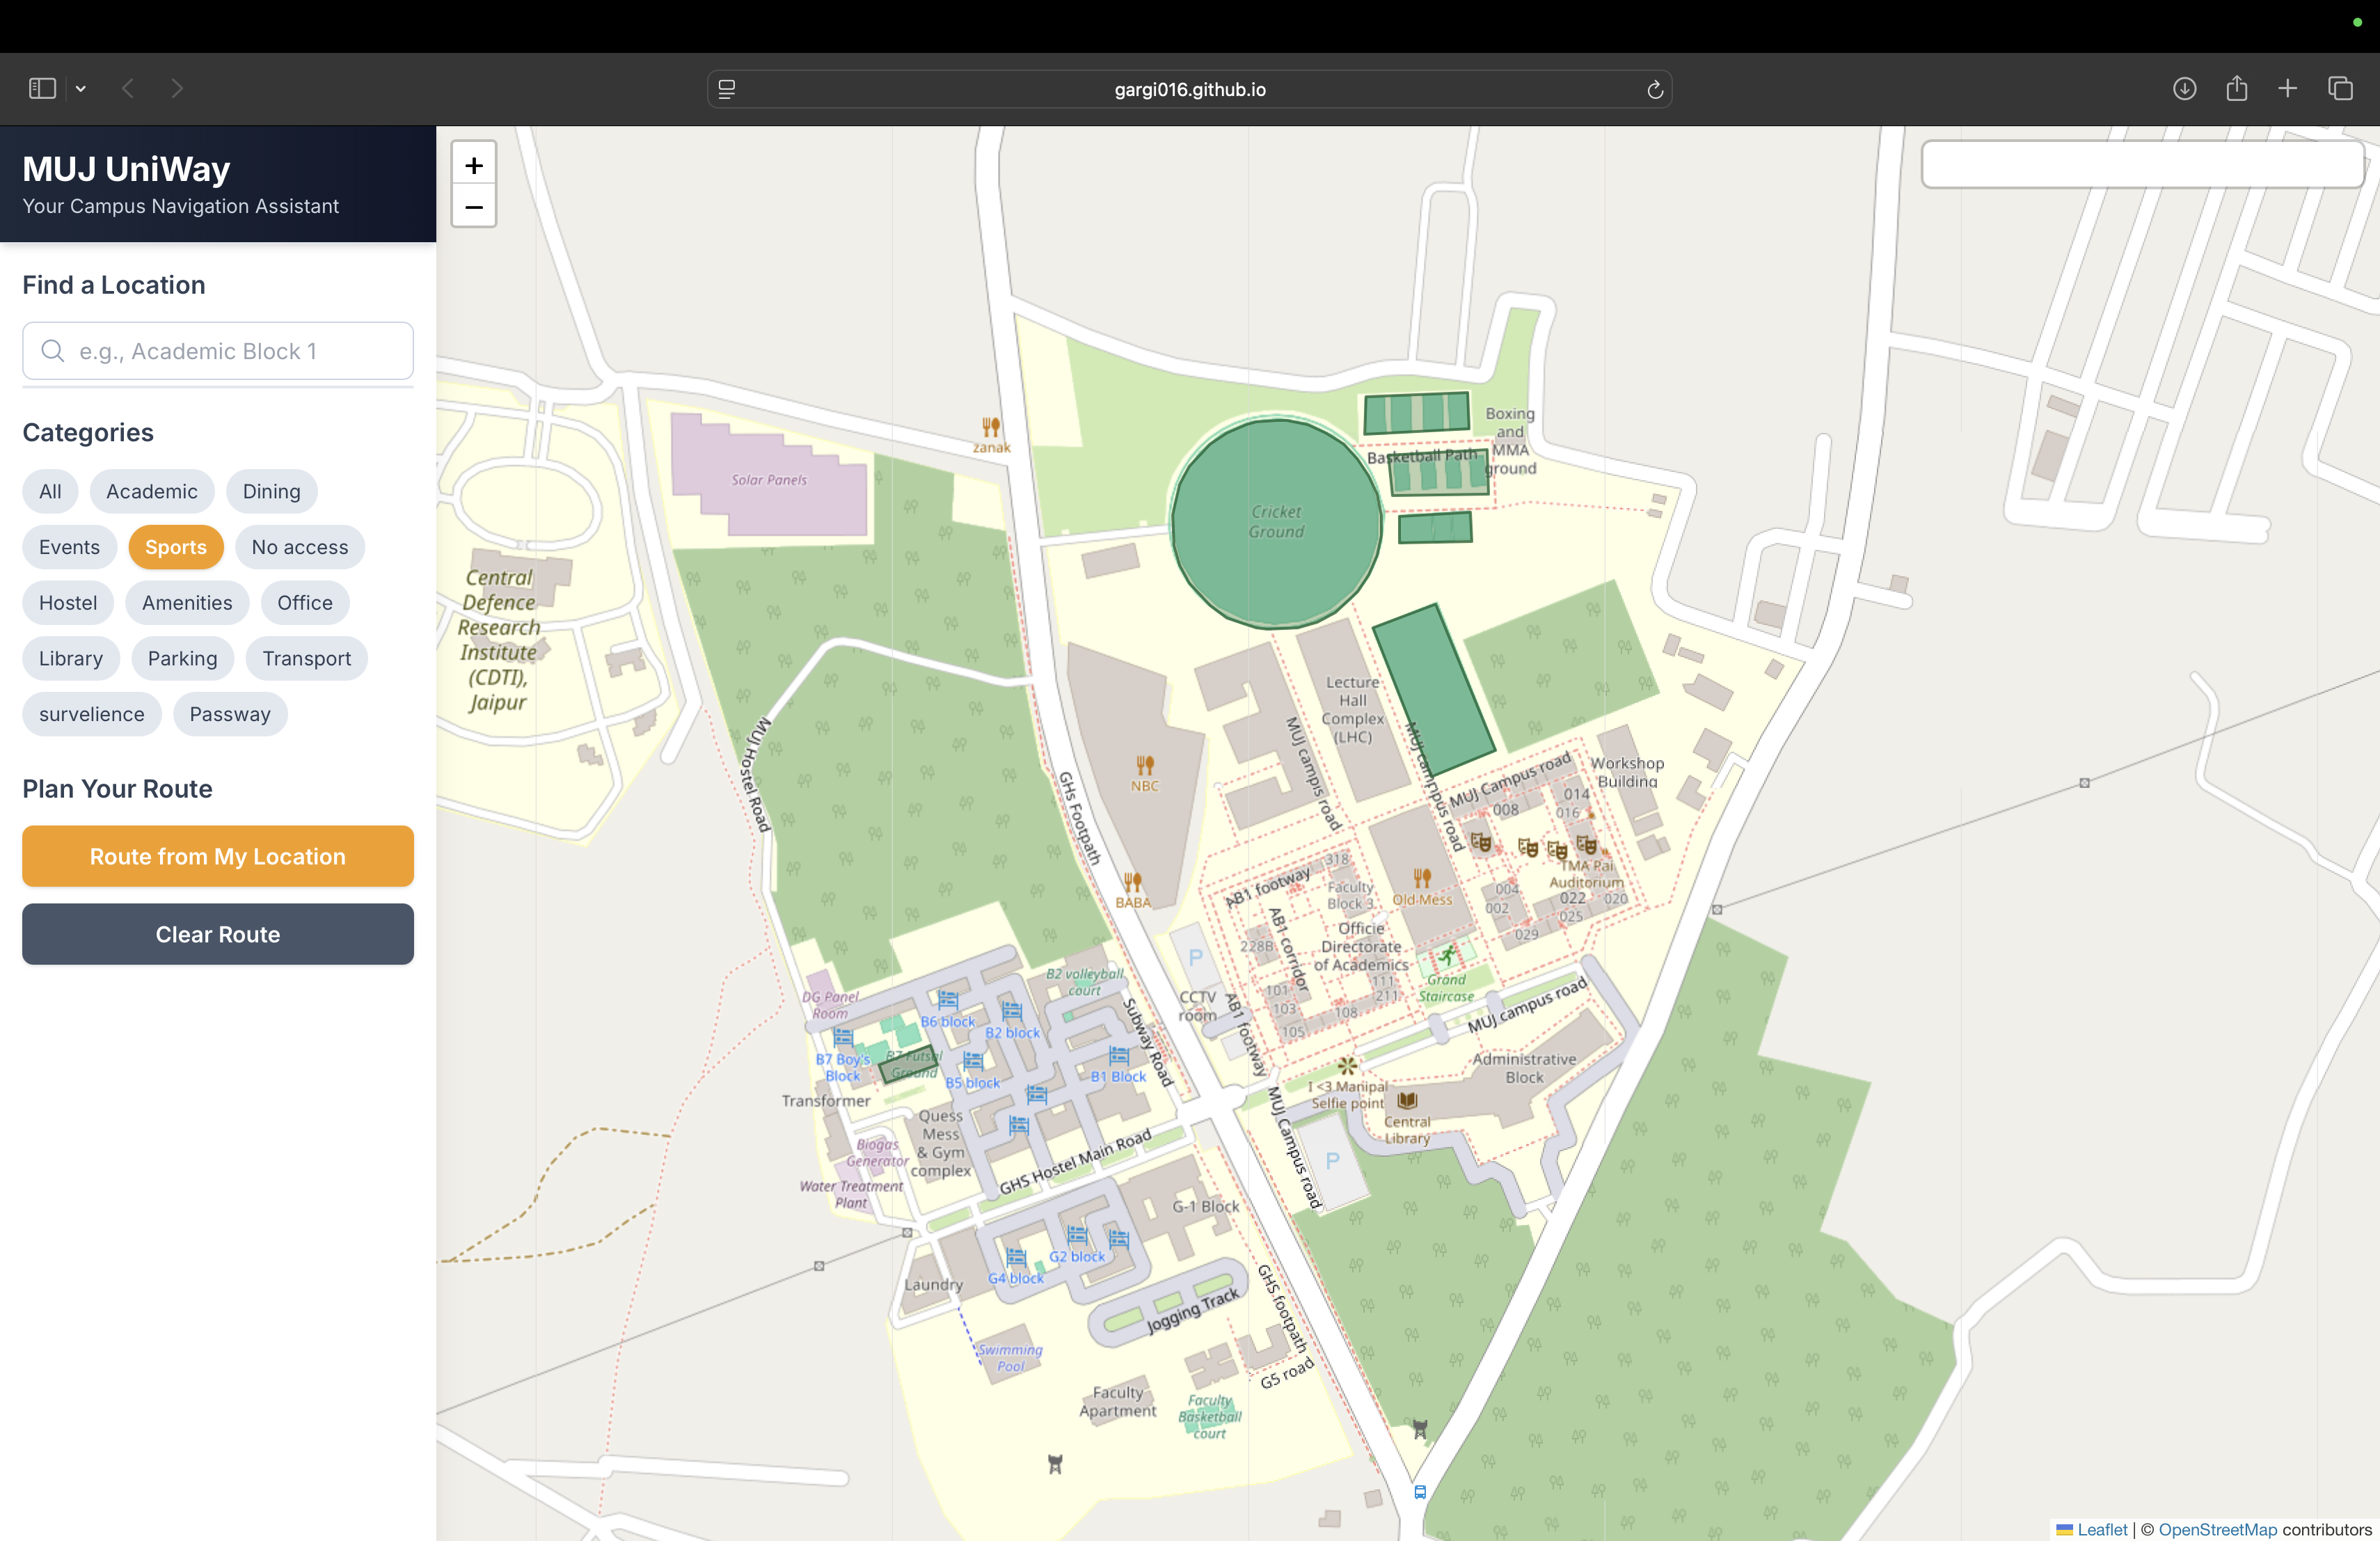 gargi016.github.io
MUJ UniWay
Your Campus Navigation Assistant
Find a Location
e.g., Academic Block 1
Categories
All
Academic
Dining
Events
Sports
No access
Hostel
Amenities
Office
Library
Parking
Transport
survelience
Passway
Plan Your Route
Route from My Location
Clear Route
+
−
zanak
Solar Panels
Boxing
and
MMA
ground
Basketball Path
Cricket
Ground
Central
Defence
Research
Institute
(CDTI),
Jaipur
Lecture
Hall
Complex
(LHC)
MUJ Hostel Road
MUJ campis road
MUJ campus road
MUJ Campus road
Workshop
Building
NBC
GHs Footpath
014
008
016
BABA
318
AB1 footway
Faculty
Block 3
Old-Mess
TMA Pai
Auditorium
004
002
022
020
025
029
228B
AB1 corridor
Officie
Directorate
of Academics
P
B2 volleyball
court
DG Panel
Room
CCTV
room
101
103
105
108
111
211
Grand
Staircase
MUJ campus road
AB1 footway
Subway Road
B6 block
B2 block
B7 Boy's
Block
B7 Futsal
Ground
B5 block
B1 Block
Administrative
Block
I <3 Manipal
Selfie point
Central
Library
Transformer
Quess
Mess
& Gym
complex
Biogas
Generator
Water Treatment
Plant
GHS Hostel Main Road
MUJ Campus road
P
G-1 Block
G2 block
G4 block
Laundry
Jogging Track
GHS footpath
G5 road
Swimming
Pool
Faculty
Apartment
Faculty
Basketball
court
Leaflet | © OpenStreetMap contributors